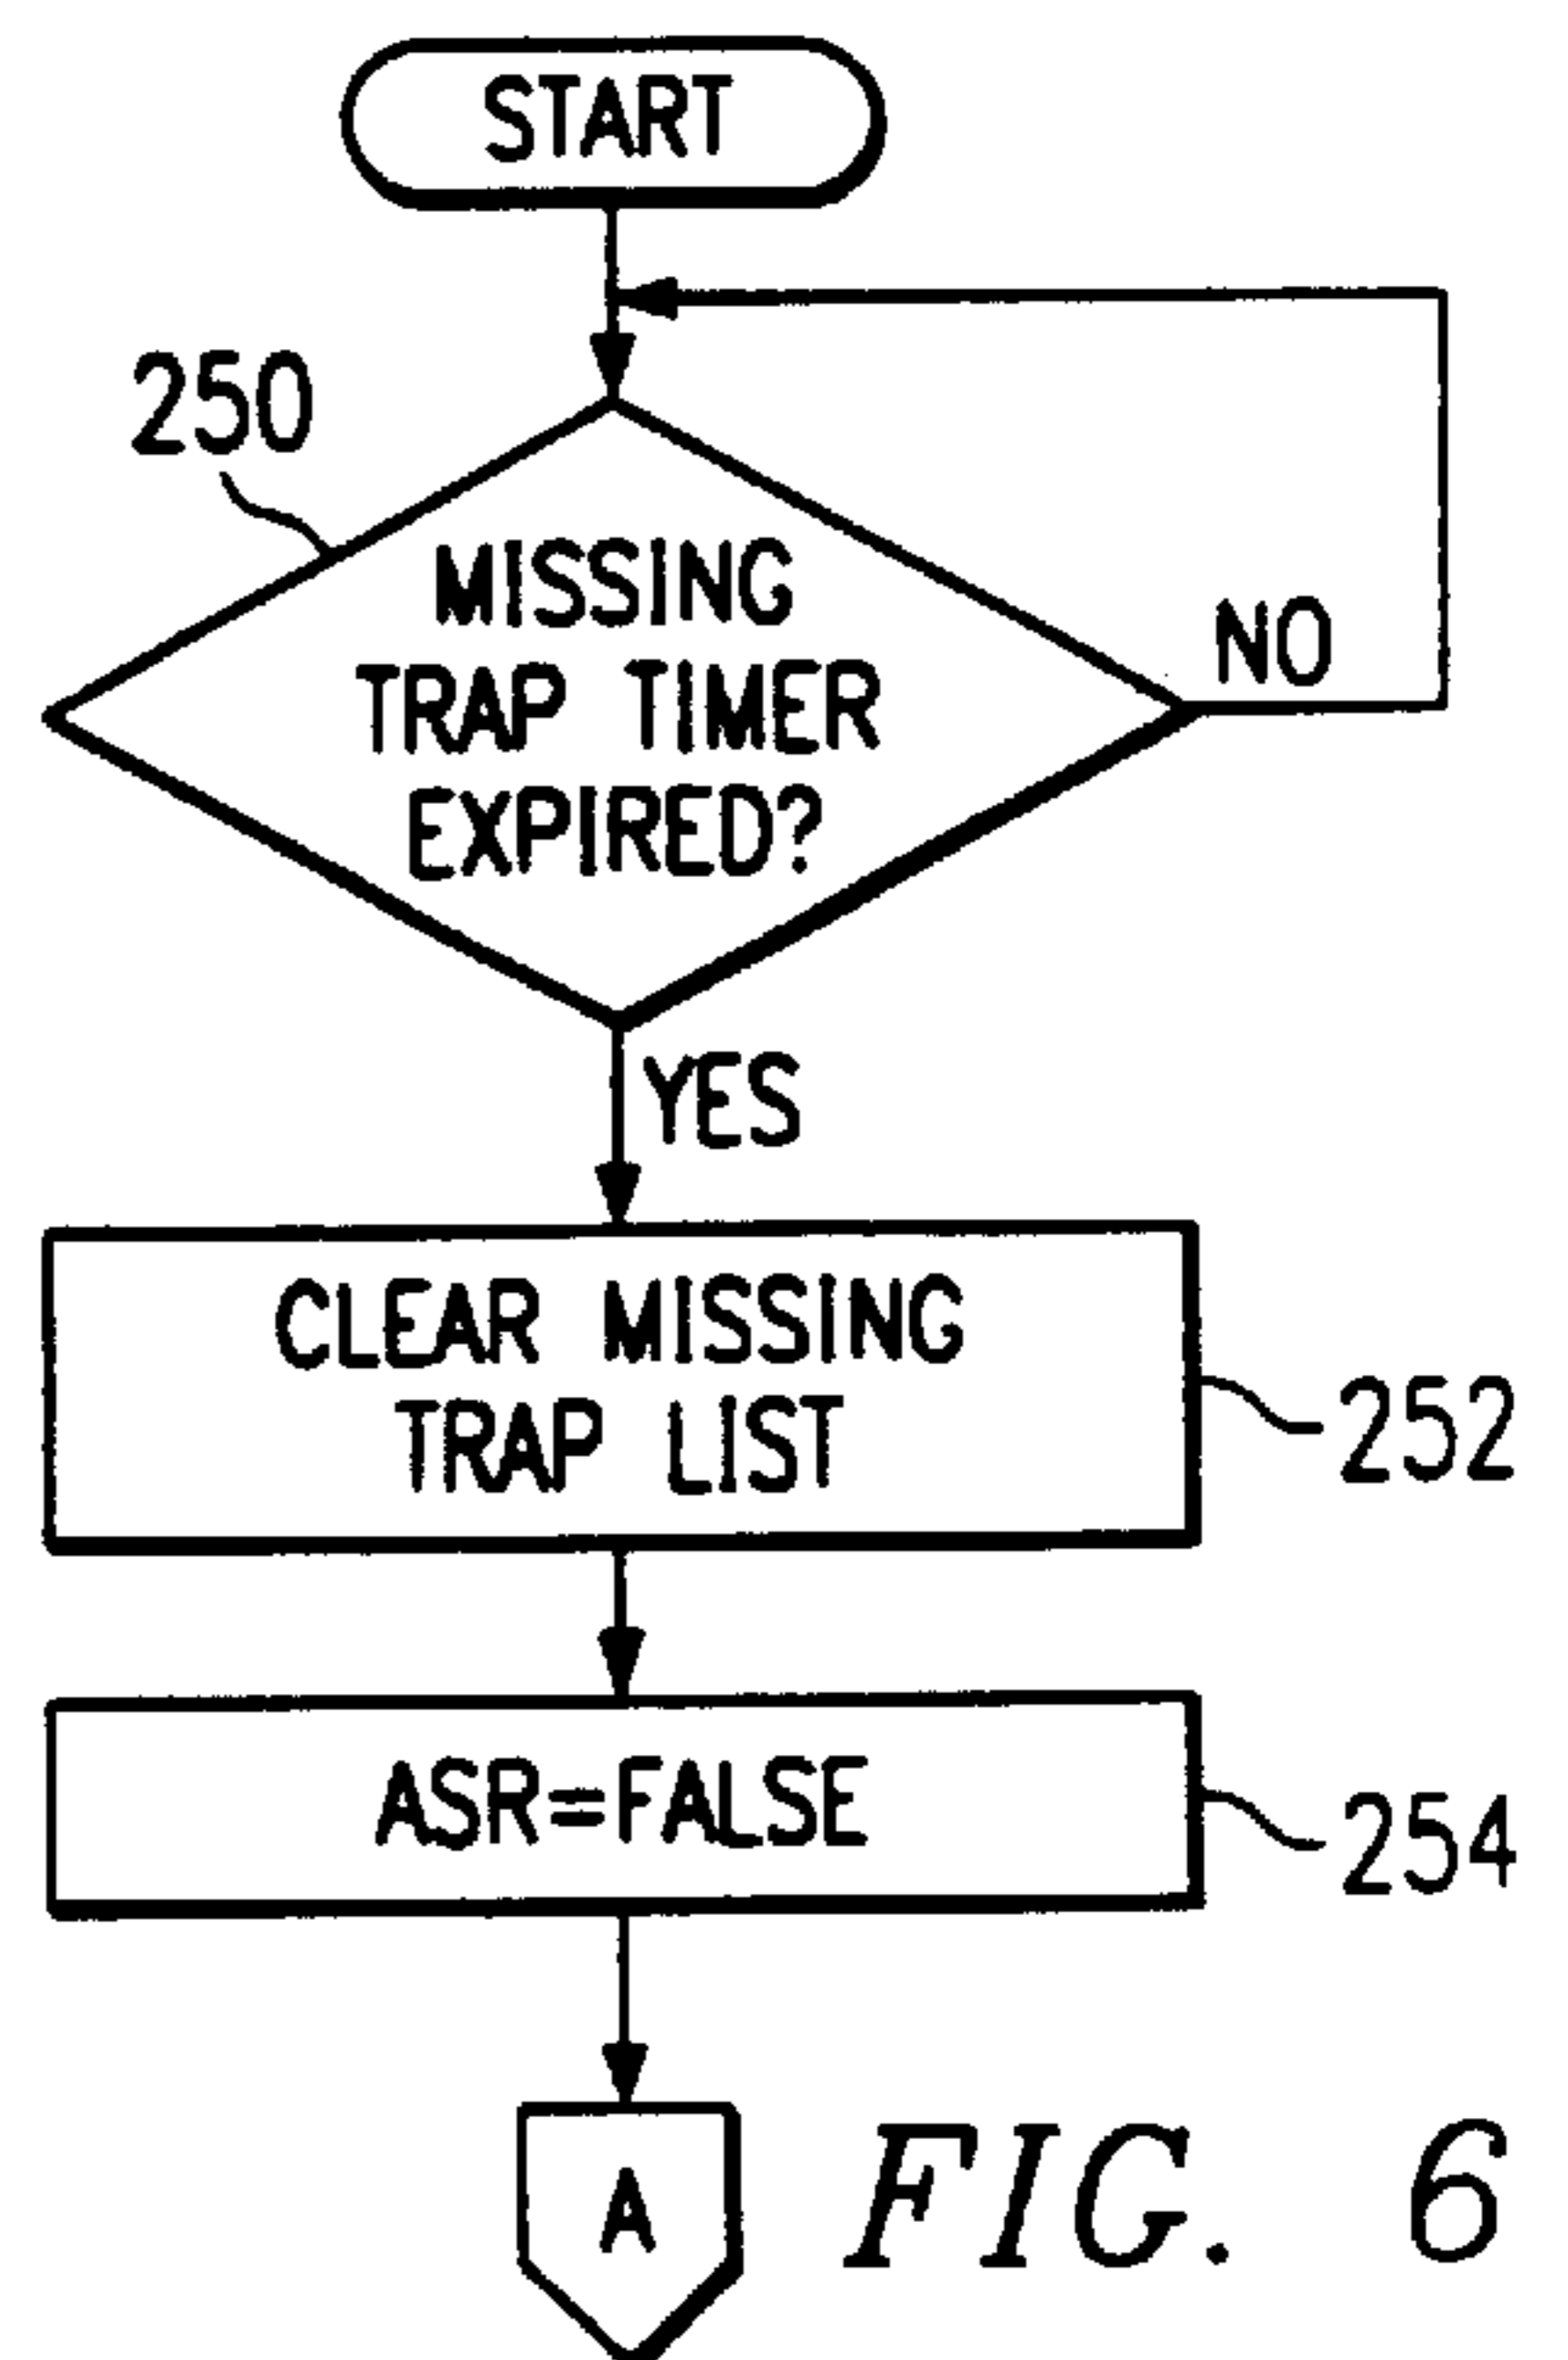 START
250
MISSING
TRAP TIMER
EXPIRED?
NO
YES
CLEAR MISSING
TRAP LIST
252
ASR=FALSE
254
A
FIG. 6